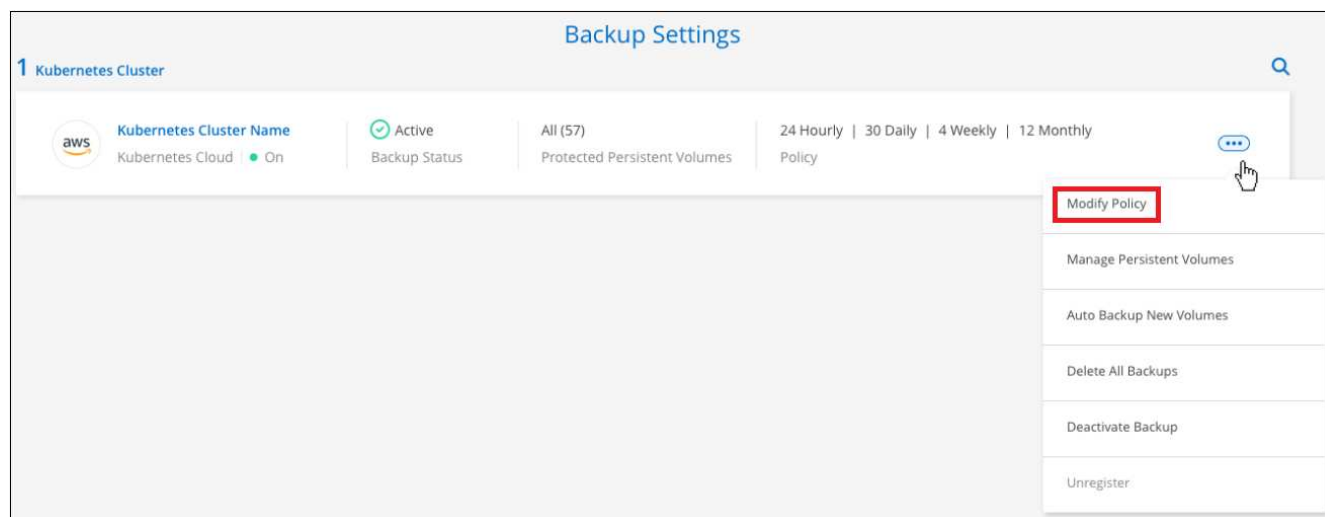 Backup Settings
1 Kubernetes Cluster
aws
Kubernetes Cluster Name
Active
All (57)
24 Hourly | 30 Daily | 4 Weekly | 12 Monthly
Kubernetes Cloud
On
Backup Status
Protected Persistent Volumes
Policy
Modify Policy
Manage Persistent Volumes
Auto Backup New Volumes
Delete All Backups
Deactivate Backup
Unregister